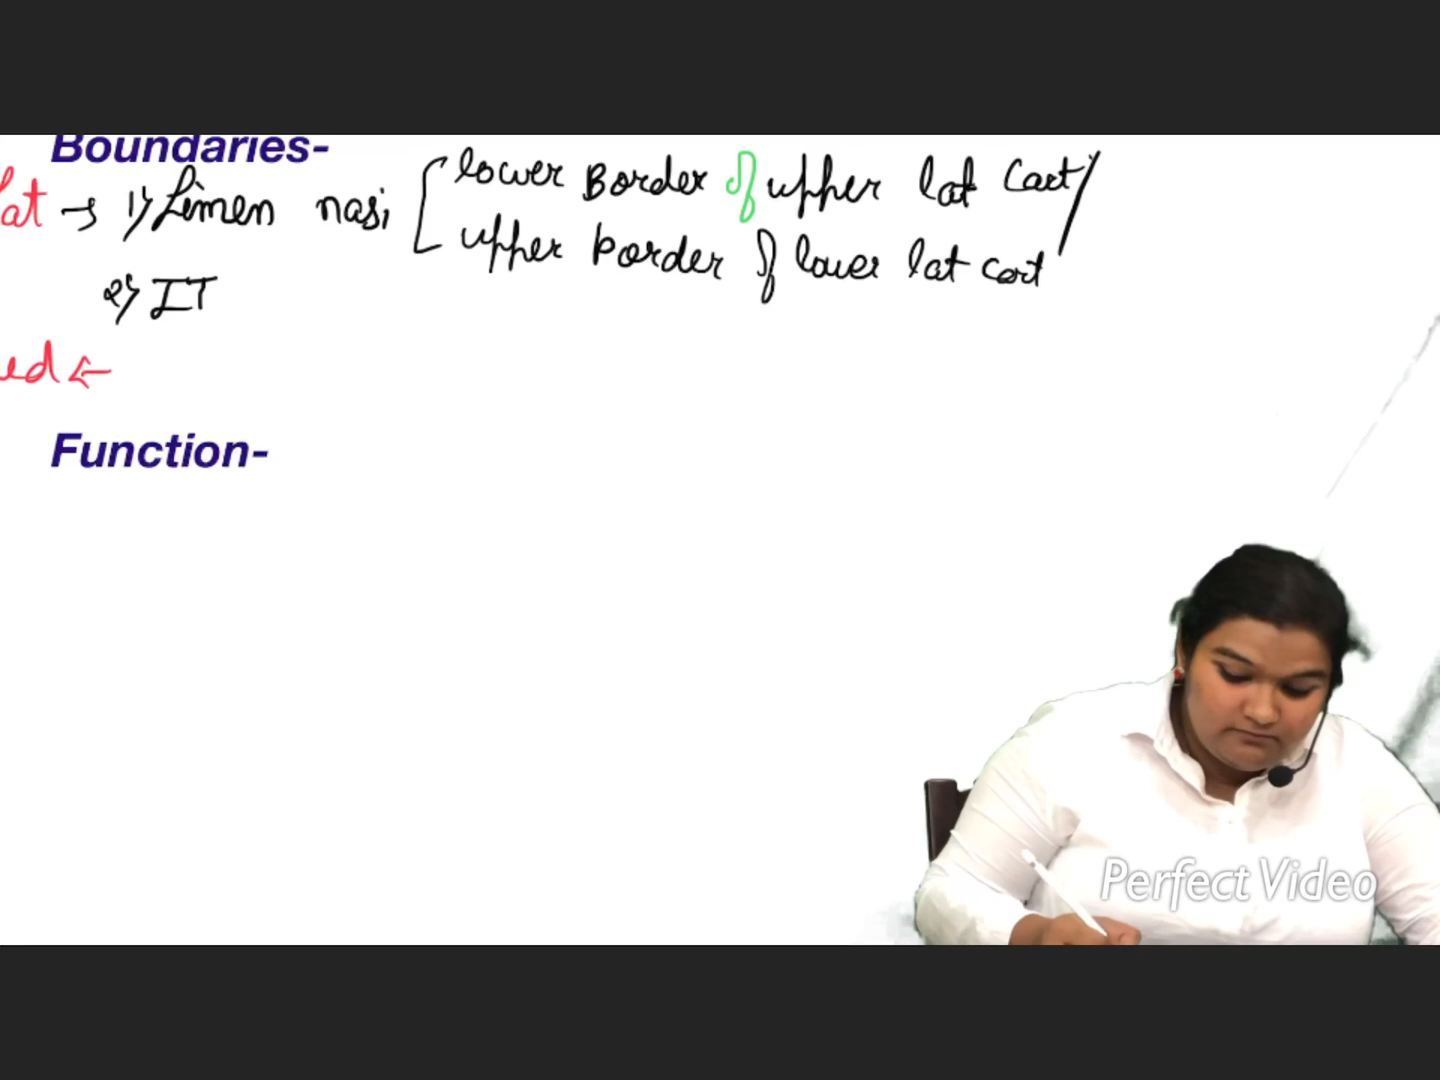 Boundaries-
lat → 1) Limen nasi [ lower Border of upper lat Cart /
upper border of lower lat cart
2) IT
ed ←
Function-
Perfect Video